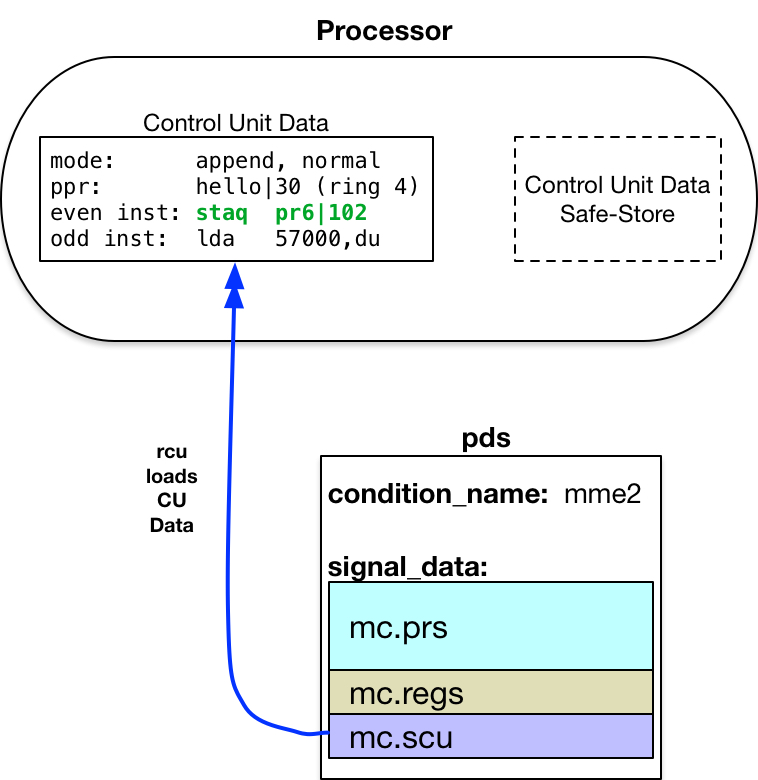 Processor
Control Unit Data
mode: append, normal
ppr: hello|30 (ring 4)
even inst: staq pr6|102
odd inst: lda 57000,du
Control Unit Data
Safe-Store
rcu
loads
CU
Data
pds
condition_name: mme2
signal_data:
mc.prs
mc.regs
mc.scu